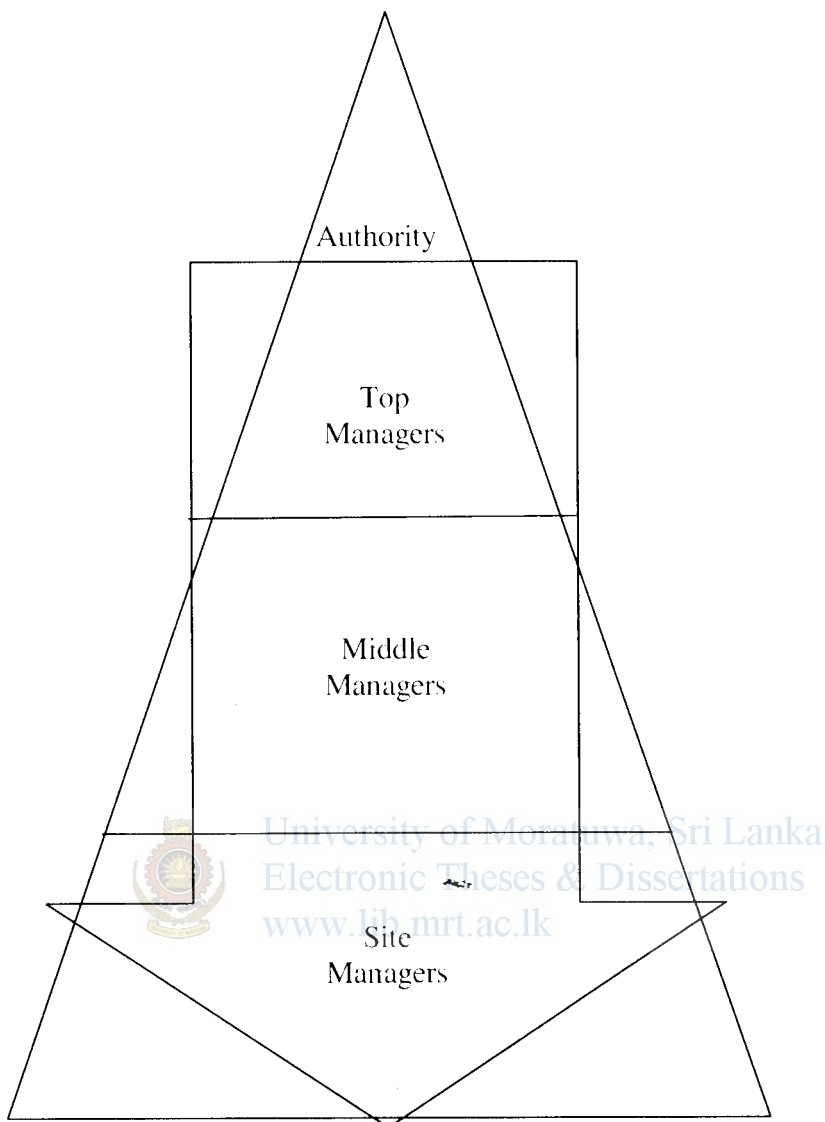 Authority
Top
Managers
Middle
Managers
University of Moratuwa, Sri Lanka
Electronic Theses & Dissertations
www.lib.mrt.ac.lk
Site
Managers